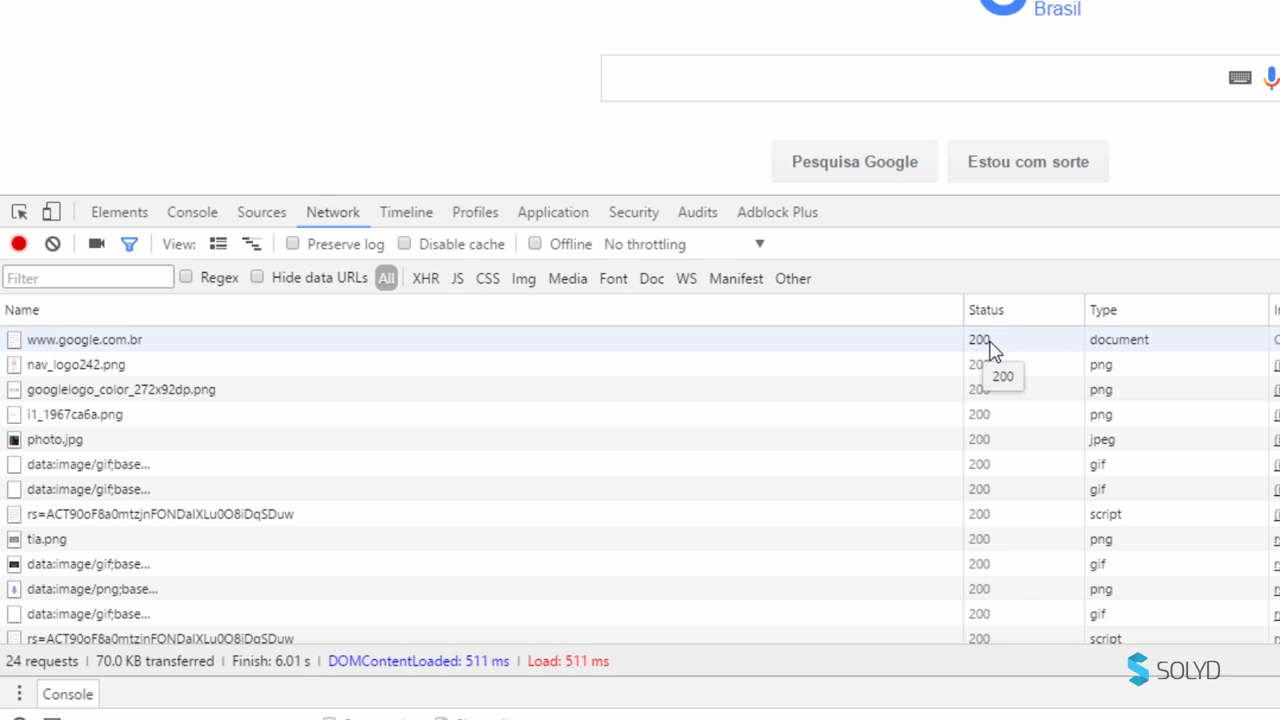 Brasil
Pesquisa Google Estou com sorte
Elements Console Sources Network Timeline Profiles Application Security Audits Adblock Plus
View: Preserve log Disable cache Offline No throttling
Filter Regex Hide data URLs All XHR JS CSS Img Media Font Doc WS Manifest Other
Name Status Type
www.google.com.br 200 document
200
nav_logo242.png png
googlelogo_color_272x92dp.png png
i1_1967ca6a.png 200 png
photo.jpg 200 jpeg
data:image/gif;base... 200 gif
data:image/gif;base... 200 gif
rs=ACT90oF8a0mtzjnFONDaIXLu0O8iDqSDuw 200 script
tia.png 200 png
data:image/gif;base... 200 gif
data:image/png;base... 200 png
data:image/gif;base... 200 gif
rs=ACT90oF8a0mtzjnFONDaIXLu0O8iDqSDuw 200 script
24 requests | 70.0 KB transferred | Finish: 6.01 s | DOMContentLoaded: 511 ms | Load: 511 ms
SOLYD
Console